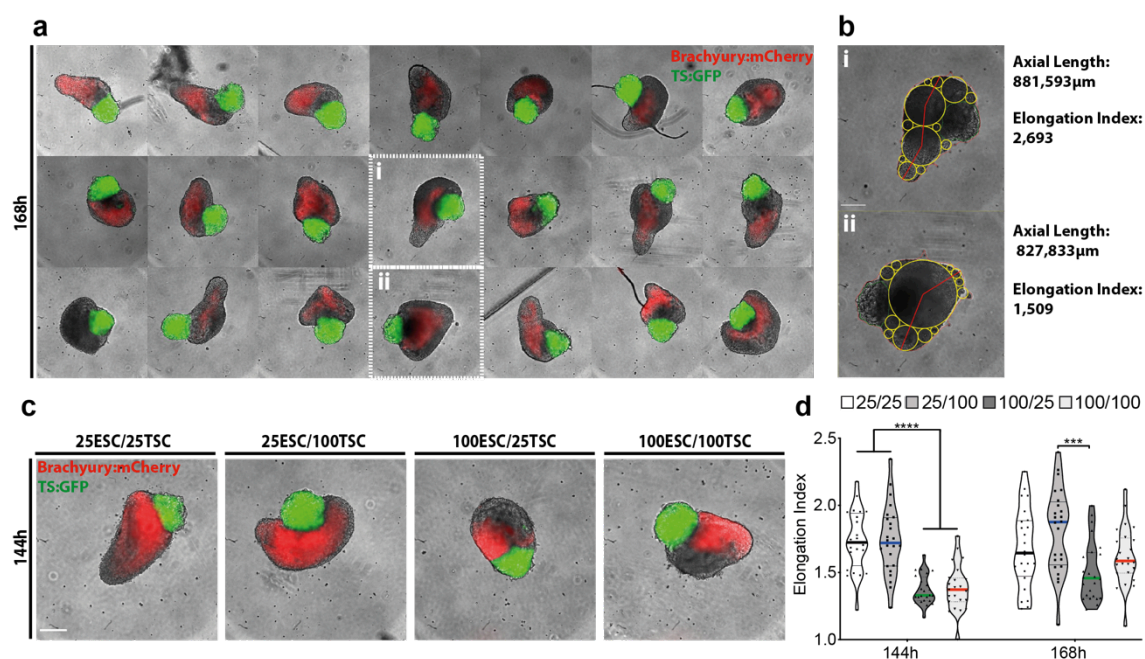 a
Brachyury:mCherry
TS:GFP
168h
i
ii
b
i
Axial Length:
881,593µm
Elongation Index:
2,693
ii
Axial Length:
827,833µm
Elongation Index:
1,509
c
25ESC/25TSC
25ESC/100TSC
100ESC/25TSC
100ESC/100TSC
144h
Brachyury:mCherry
TS:GFP
d
25/25 25/100 100/25 100/100
Elongation Index
2.5
2.0
1.5
1.0
****
***
144h
168h